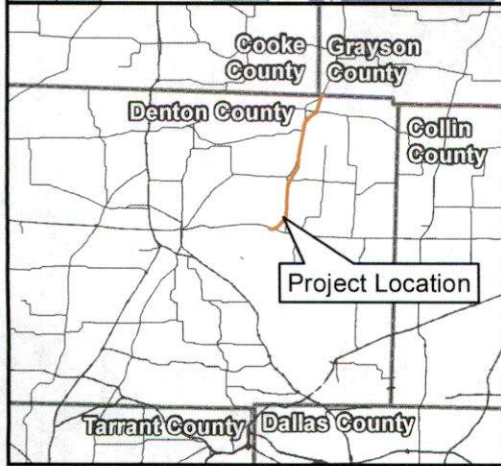 Cooke
County
Grayson
County
Denton County
Collin
County
Project Location
Tarrant County
Dallas County